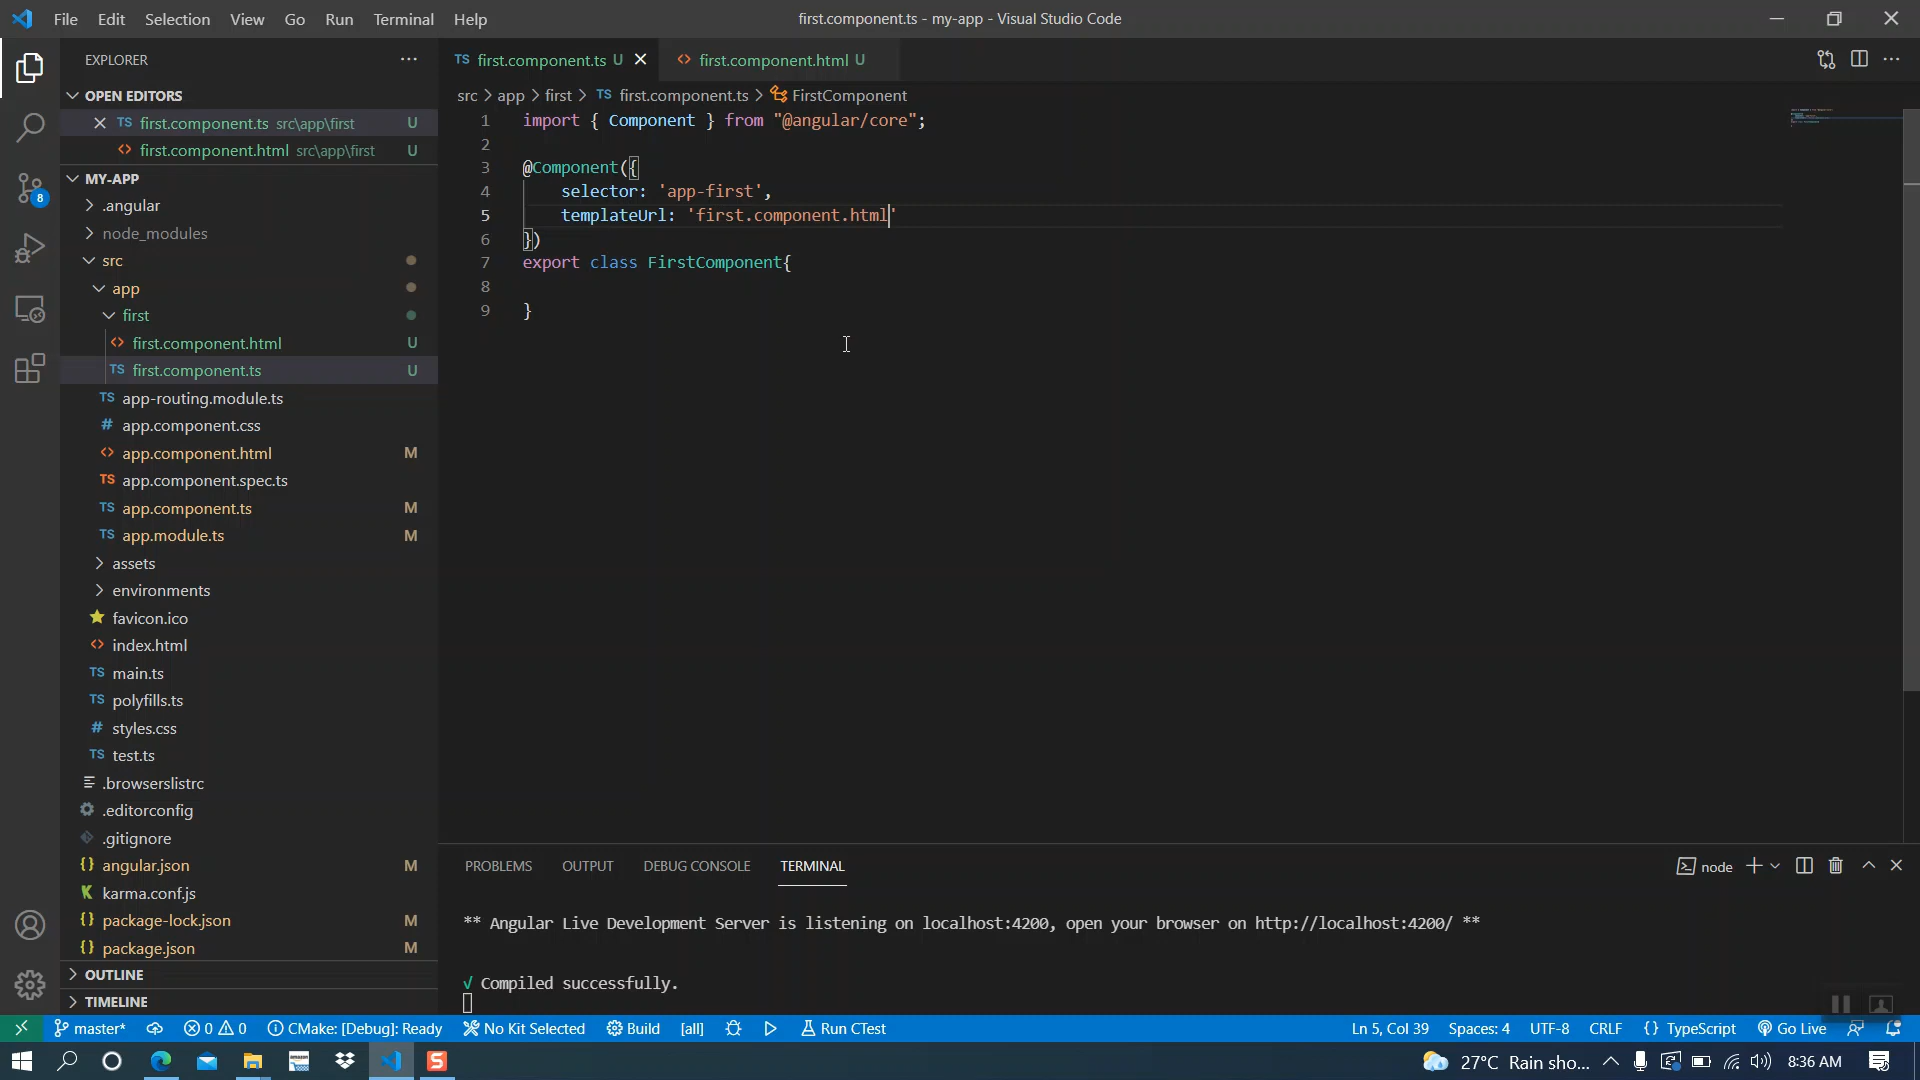 File Edit Selection View Go Run Terminal Help
first.component.ts - my-app - Visual Studio Code
EXPLORER
OPEN EDITORS
TS first.component.ts src\app\first U
<> first.component.html src\app\first U
MY-APP
.angular
node_modules
src
app
first
<> first.component.html U
TS first.component.ts U
TS app-routing.module.ts
# app.component.css
<> app.component.html M
TS app.component.spec.ts
TS app.component.ts M
TS app.module.ts M
assets
environments
favicon.ico
<> index.html
TS main.ts
TS polyfills.ts
# styles.css
TS test.ts
.browserslistrc
.editorconfig
.gitignore
{} angular.json M
K karma.conf.js
{} package-lock.json M
{} package.json M
OUTLINE
TIMELINE
8
TS first.component.ts U
<> first.component.html U
src > app > first > TS first.component.ts > FirstComponent
1 import { Component } from "@angular/core";
2
3 @Component({
4 selector: 'app-first',
5 templateUrl: 'first.component.html'
6 })
7 export class FirstComponent{
8
9 }
PROBLEMS OUTPUT DEBUG CONSOLE TERMINAL
node
** Angular Live Development Server is listening on localhost:4200, open your browser on http://localhost:4200/ **
√ Compiled successfully.
master* 0 0 CMake: [Debug]: Ready No Kit Selected Build [all] Run CTest
Ln 5, Col 39 Spaces: 4 UTF-8 CRLF {} TypeScript Go Live
S
27°C Rain sho... 8:36 AM